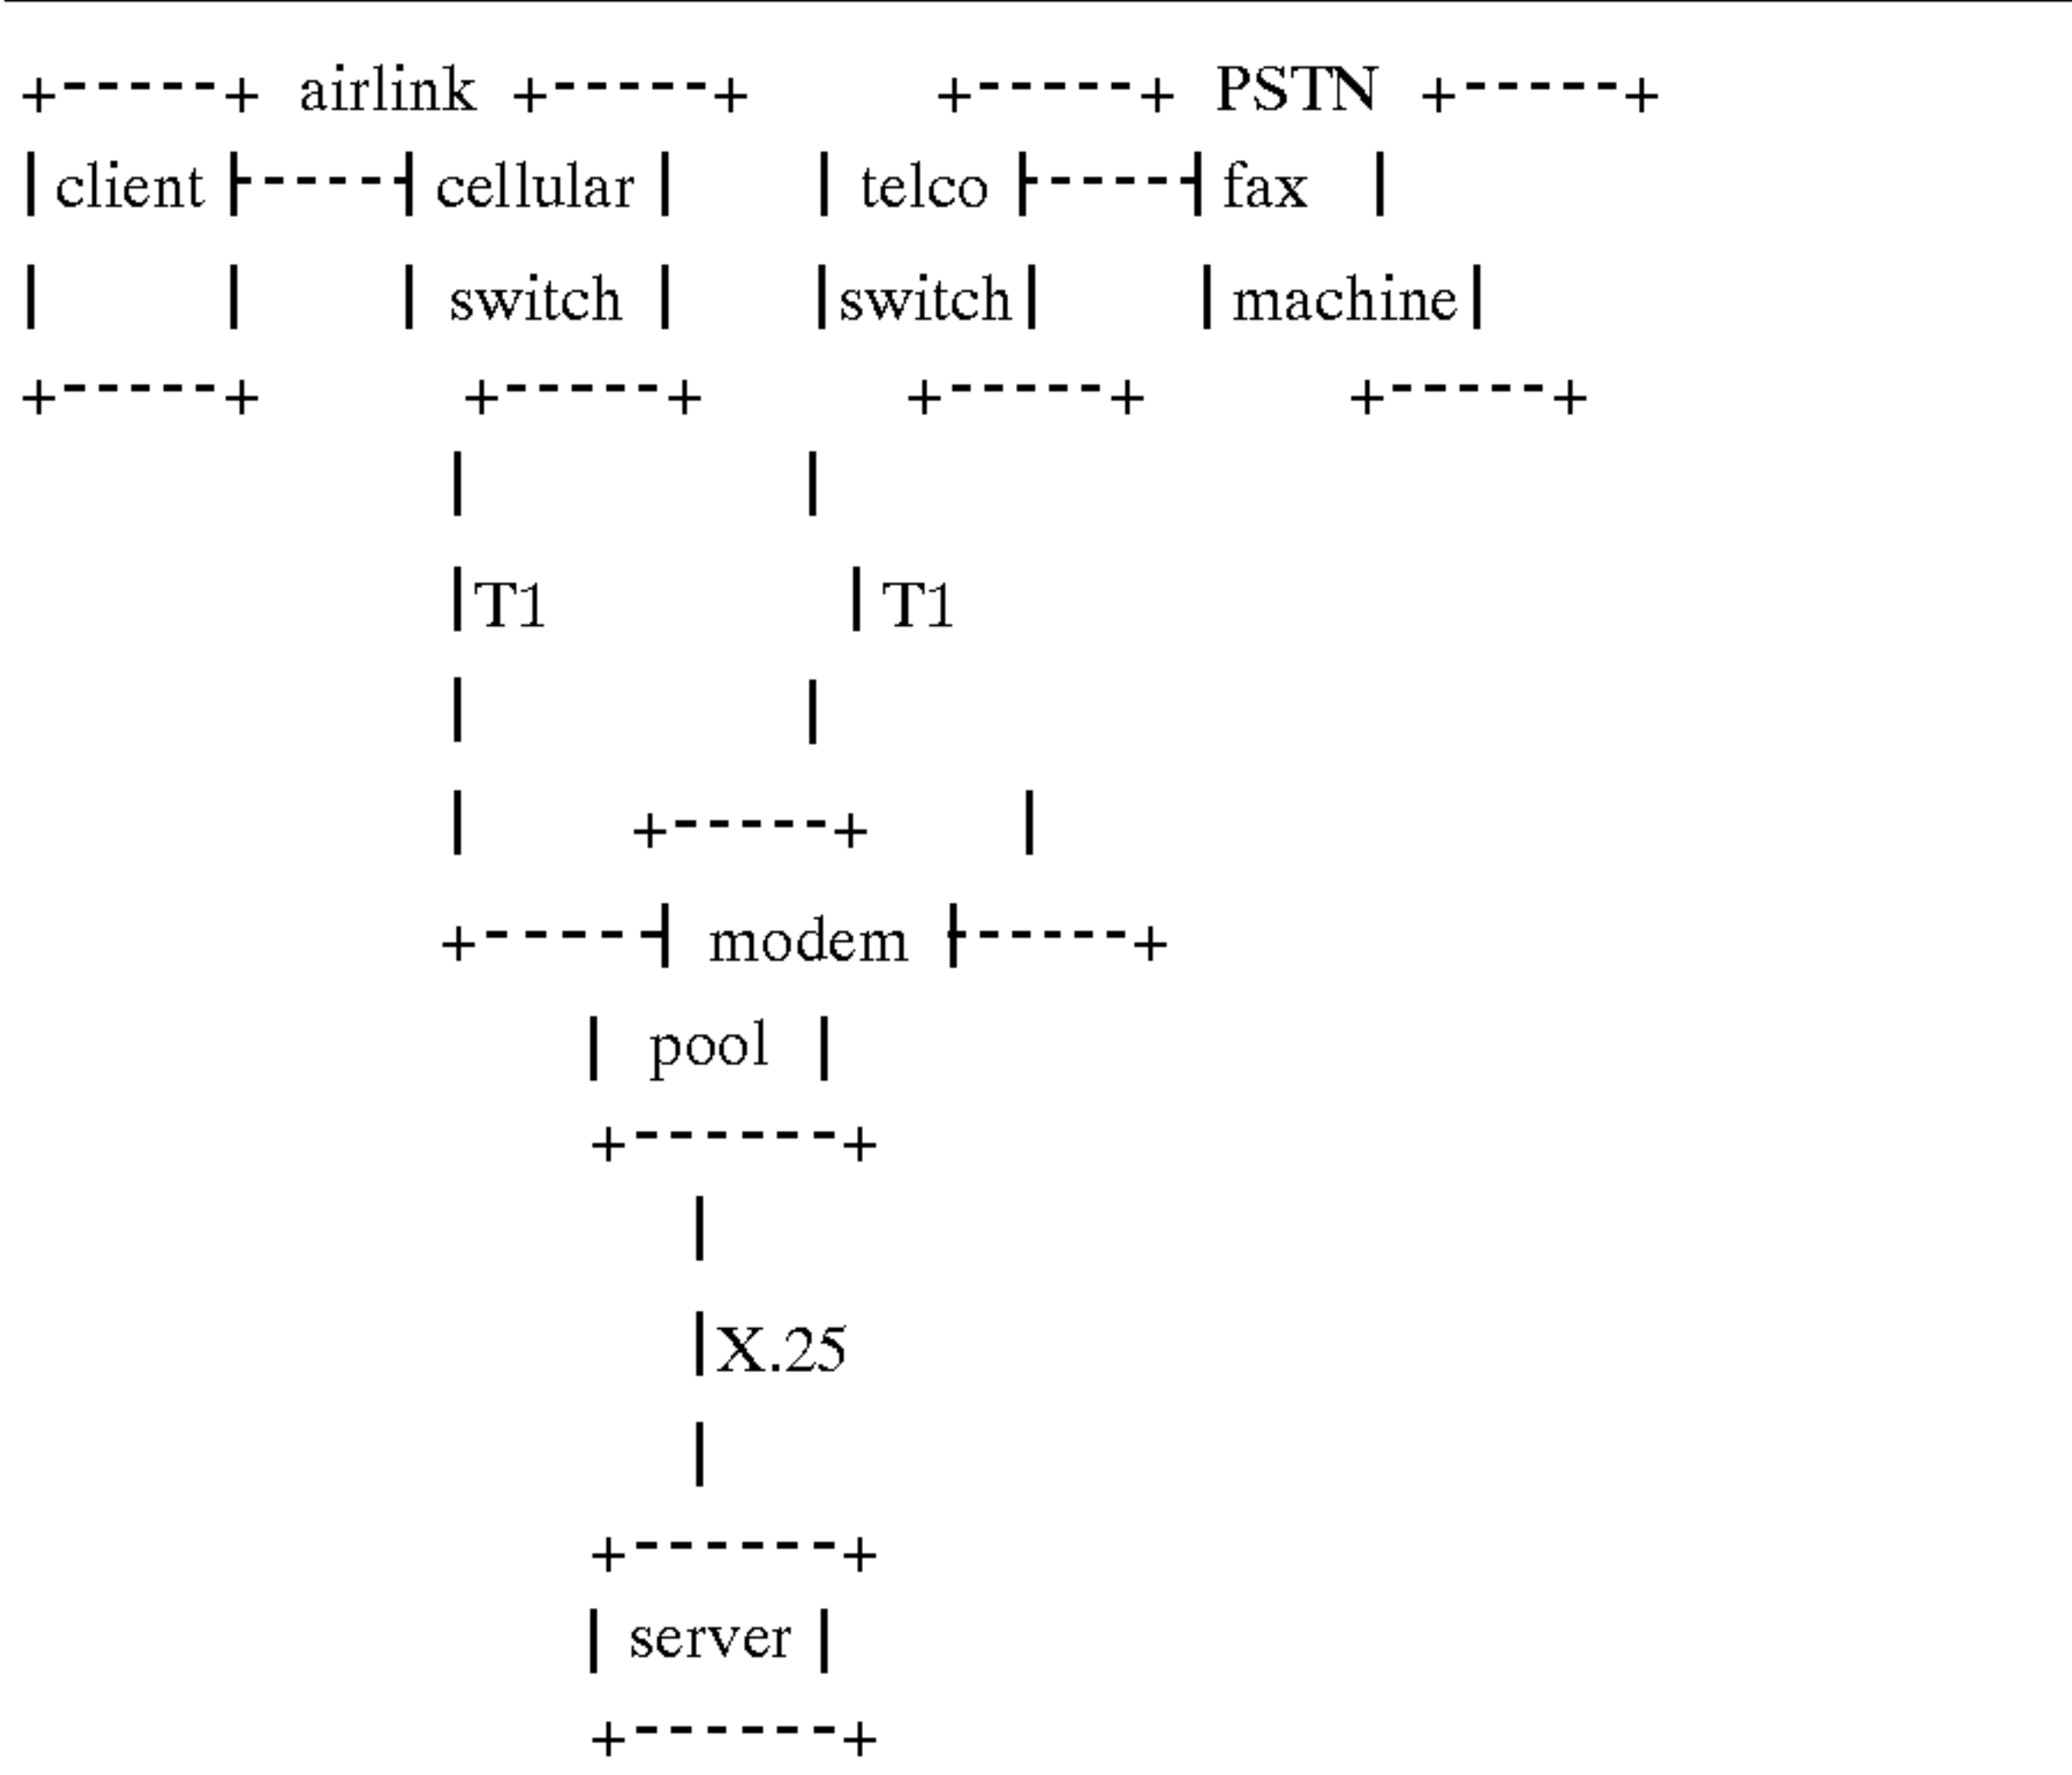 +------+ airlink +------+ +------+ PSTN +-----+
| client |------| cellular | | telco |------| fax |
| | | switch | | switch | | machine |
+-----+ +-----+ +-----+ +-----+
| |
| T1 | T1
| |
| +-----+ |
+------| modem |------+
| pool |
+------+
|
| X.25
|
+------+
| server |
+------+